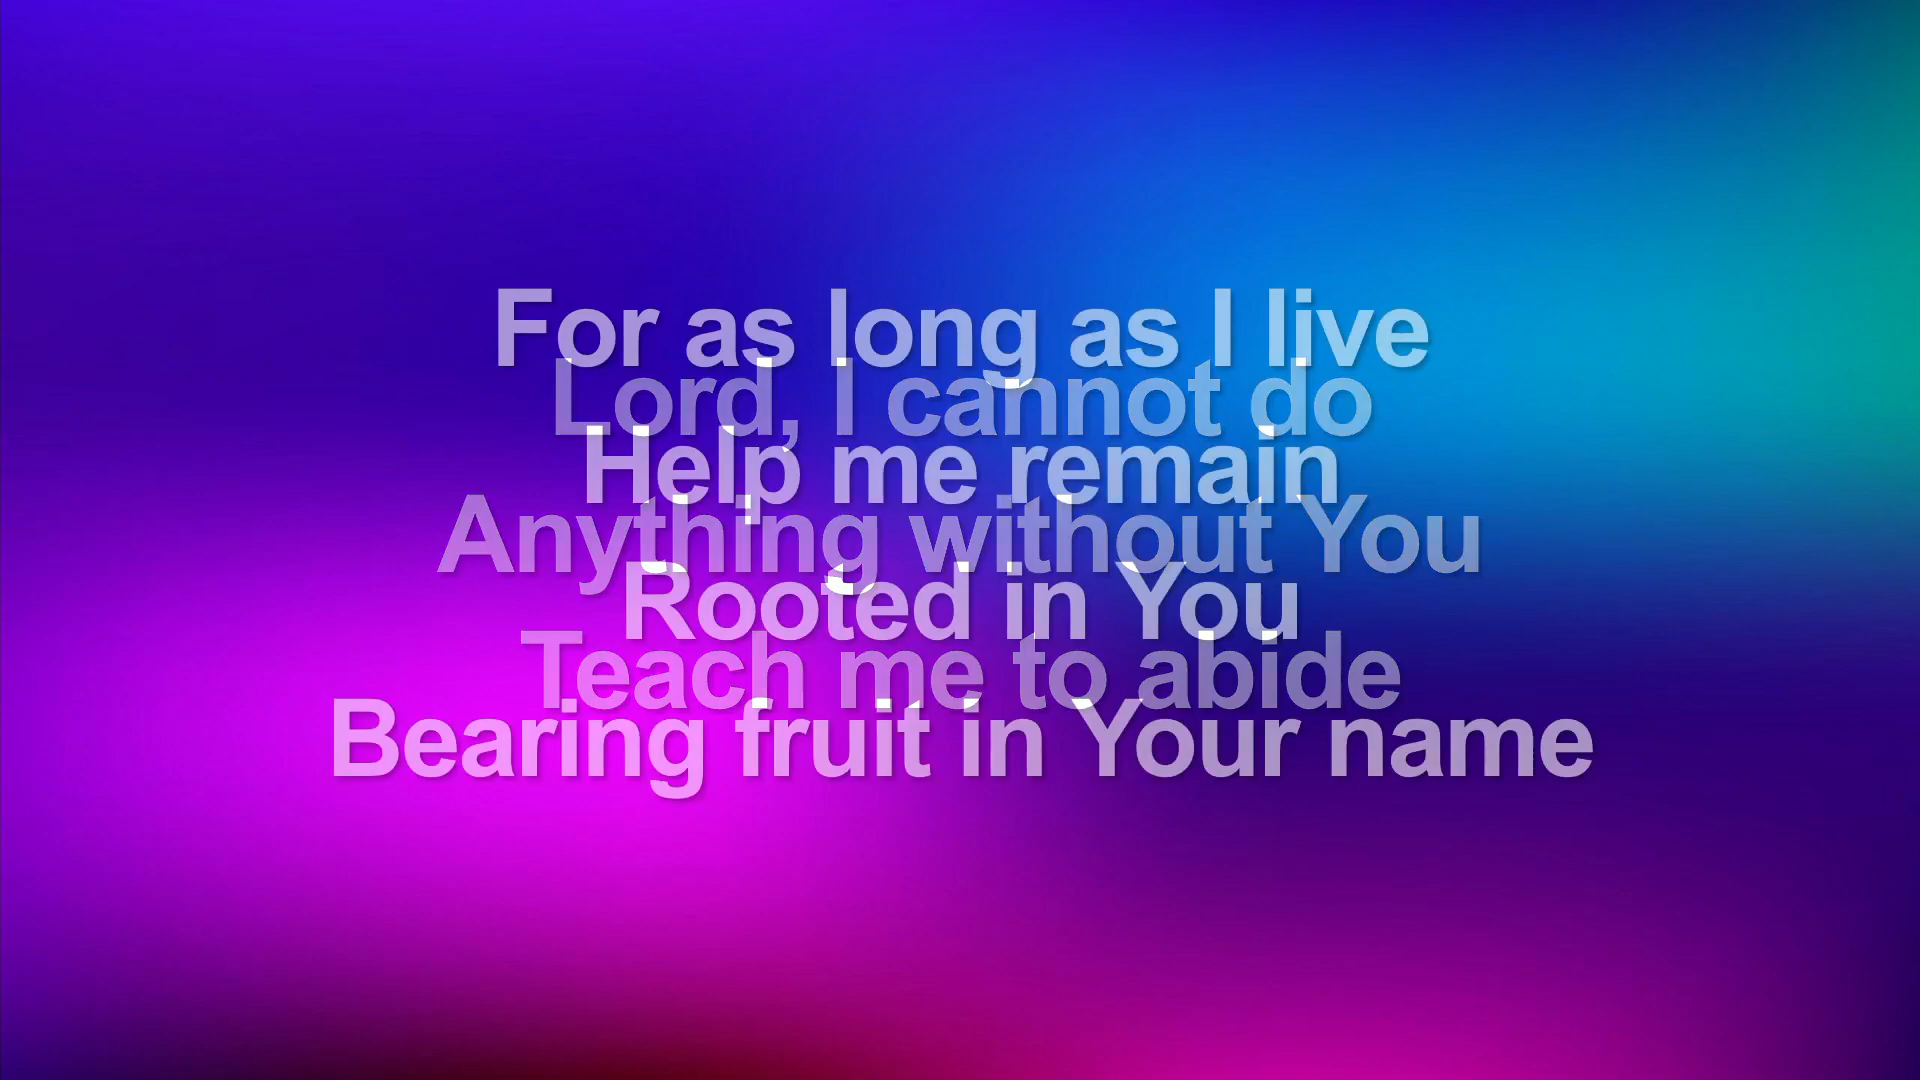 For as long as I live
Lord, I cannot do
Help me remain
Anything without You
Rooted in You
Teach me to abide
Bearing fruit in Your name